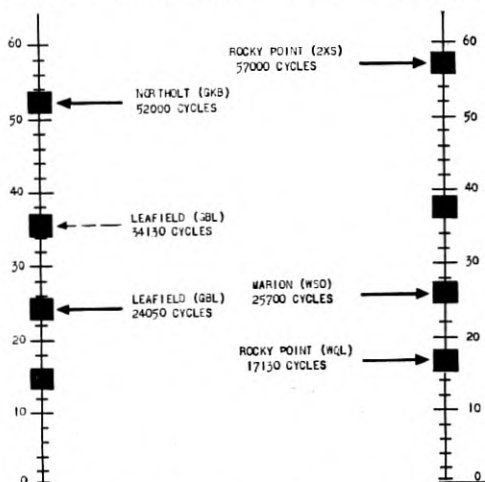 60
50
40
30
20
10
0
NORTHOLT (GKB)
52000 CYCLES
LEAFIELD (GBL)
34130 CYCLES
LEAFIELD (GBL)
24050 CYCLES
ROCKY POINT (2XS)
57000 CYCLES
MARION (WSO)
25700 CYCLES
ROCKY POINT (WQL)
17130 CYCLES
60
50
40
30
20
10
0